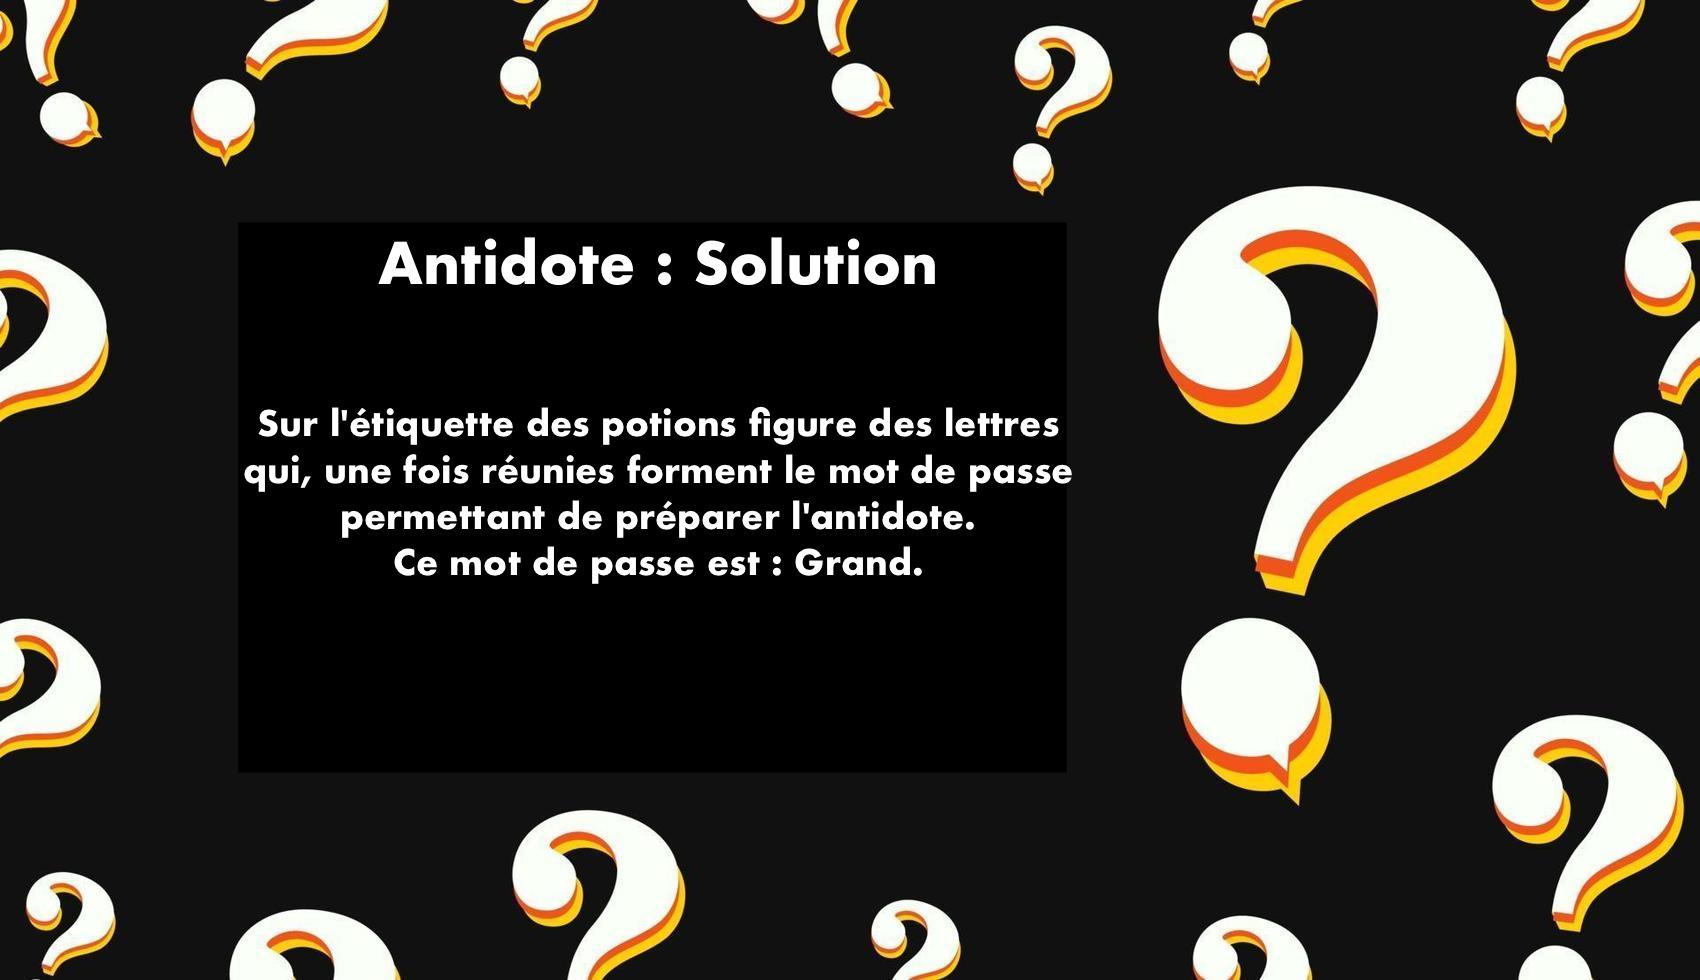 Antidote : Solution
Sur l'étiquette des potions figure des lettres
qui, une fois réunies forment le mot de passe
permettant de préparer l'antidote.
Ce mot de passe est : Grand.